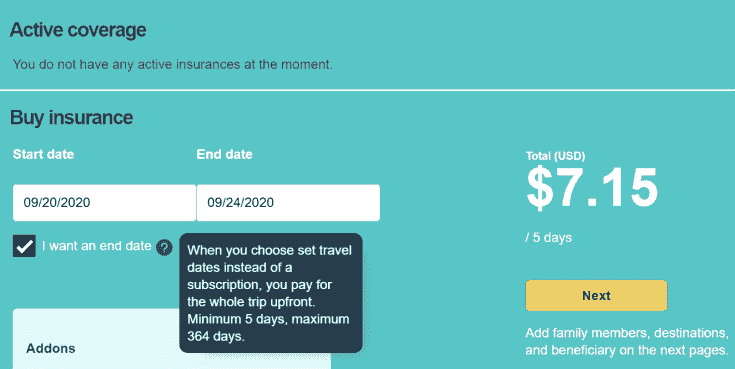 Active coverage
You do not have any active insurances at the moment.
Buy insurance
Start date
End date
09/20/2020
09/24/2020
I want an end date ?
When you choose set travel
dates instead of a
subscription, you pay for
the whole trip upfront.
Minimum 5 days, maximum
364 days.
Addons
Total (USD)
$7.15
/ 5 days
Next
Add family members, destinations,
and beneficiary on the next pages.